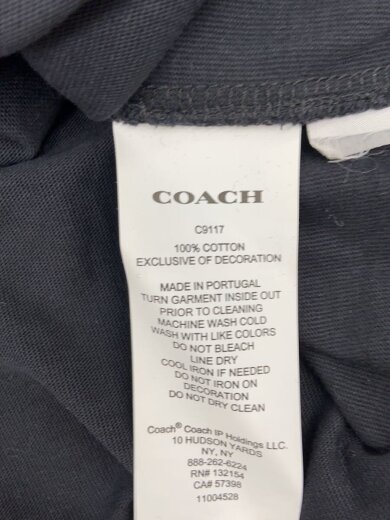 COACH
C9117
100% COTTON
EXCLUSIVE OF DECORATION
MADE IN PORTUGAL
TURN GARMENT INSIDE OUT
PRIOR TO CLEANING
MACHINE WASH COLD
WASH WITH LIKE COLORS
DO NOT BLEACH
LINE DRY
COOL IRON IF NEEDED
DO NOT IRON ON
DECORATION
DO NOT DRY CLEAN
Coach® Coach IP Holdings LLC.
10 HUDSON YARDS
NY, NY
888-262-6224
RN# 132154
CA# 57398
11004528